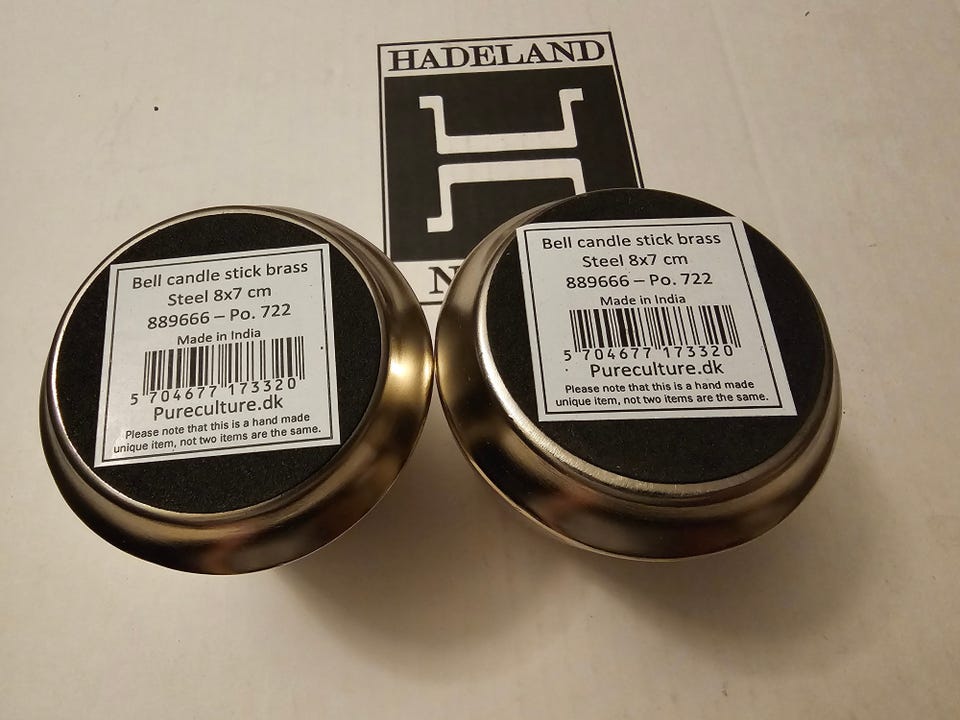 HADELAND
H
Bell candle stick brass
Steel 8x7 cm
889666 – Po. 722
Made in India
5 704677 173320
Pureculture.dk
Please note that this is a hand made
unique item, not two items are the same.
Bell candle stick brass
Steel 8x7 cm
889666 – Po. 722
Made in India
5 704677 173320
Pureculture.dk
Please note that this is a hand made
unique item, not two items are the same.